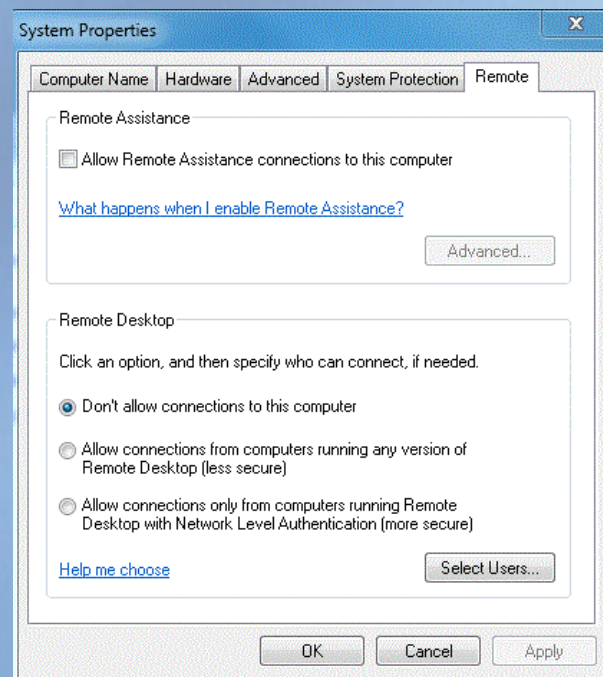 System Properties
Computer Name Hardware Advanced System Protection Remote
Remote Assistance
Allow Remote Assistance connections to this computer
What happens when I enable Remote Assistance?
Advanced...
Remote Desktop
Click an option, and then specify who can connect, if needed.
Don't allow connections to this computer
Allow connections from computers running any version of
Remote Desktop (less secure)
Allow connections only from computers running Remote
Desktop with Network Level Authentication (more secure)
Help me choose
Select Users...
OK Cancel Apply